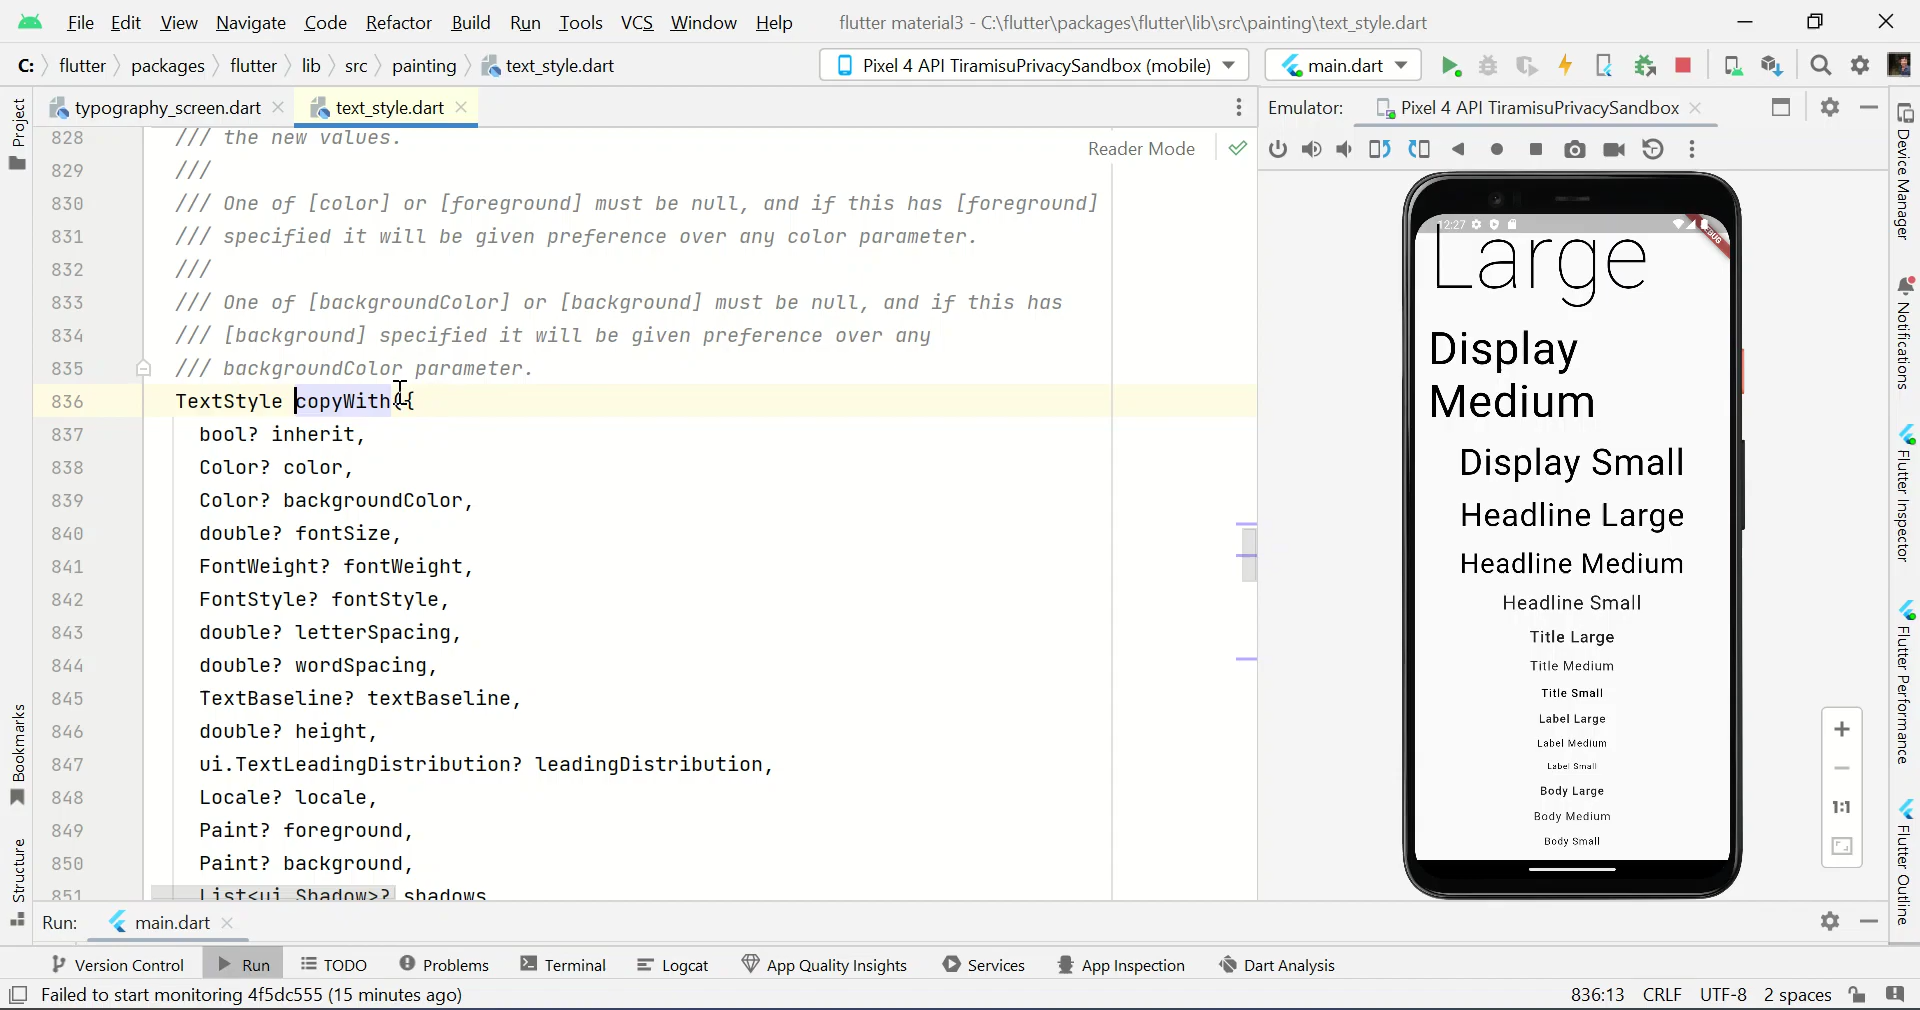 File Edit View Navigate Code Refactor Build Run Tools VCS Window Help flutter material3 - C:\flutter\packages\flutter\lib\src\painting\text_style.dart
C: flutter packages flutter lib src painting text_style.dart Pixel 4 API TiramisuPrivacySandbox (mobile) main.dart
typography_screen.dart text_style.dart Emulator: Pixel 4 API TiramisuPrivacySandbox
Reader Mode
828 /// the new values.
829 ///
830 /// One of [color] or [foreground] must be null, and if this has [foreground]
831 /// specified it will be given preference over any color parameter.
832 ///
833 /// One of [backgroundColor] or [background] must be null, and if this has
834 /// [background] specified it will be given preference over any
835 /// backgroundColor parameter.
836 TextStyle copyWith({
837 bool? inherit,
838 Color? color,
839 Color? backgroundColor,
840 double? fontSize,
841 FontWeight? fontWeight,
842 FontStyle? fontStyle,
843 double? letterSpacing,
844 double? wordSpacing,
845 TextBaseline? textBaseline,
846 double? height,
847 ui.TextLeadingDistribution? leadingDistribution,
848 Locale? locale,
849 Paint? foreground,
850 Paint? background,
851 List<ui.Shadow>? shadows
12:27
DEBUG
Large
Display
Medium
Display Small
Headline Large
Headline Medium
Headline Small
Title Large
Title Medium
Title Small
Label Large
Label Medium
Label Small
Body Large
Body Medium
Body Small
1:1
Project
Bookmarks
Structure
Device Manager
Notifications
Flutter Inspector
Flutter Performance
Flutter Outline
Run: main.dart
Version Control Run TODO Problems Terminal Logcat App Quality Insights Services App Inspection Dart Analysis
Failed to start monitoring 4f5dc555 (15 minutes ago) 836:13 CRLF UTF-8 2 spaces